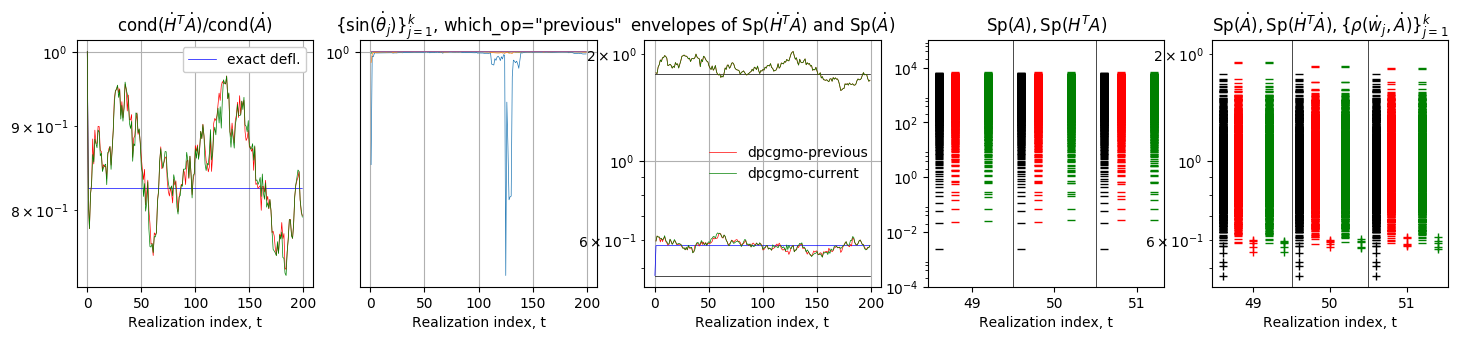 cond(Ḣ^TȦ)/cond(Ȧ)
10^0
9 × 10^−1
8 × 10^−1
exact defl.
0 50 100 150 200
Realization index, t
{sin(θ̇_j)}_{j=1}^k, which_op="previous"
10^0
0 50 100 150 200
Realization index, t
envelopes of Sp(Ḣ^TȦ) and Sp(Ȧ)
2 × 10^0
10^0
6 × 10^−1
dpcgmo-previous
dpcgmo-current
0 50 100 150 200
Realization index, t
Sp(A), Sp(H^TA)
10^4
10^2
10^0
10^−2
10^−4
49 50 51
Realization index, t
Sp(Ȧ), Sp(Ḣ^TȦ), {ρ(ẇ_j, Ȧ)}_{j=1}^k
2 × 10^0
10^0
6 × 10^−1
49 50 51
Realization index, t